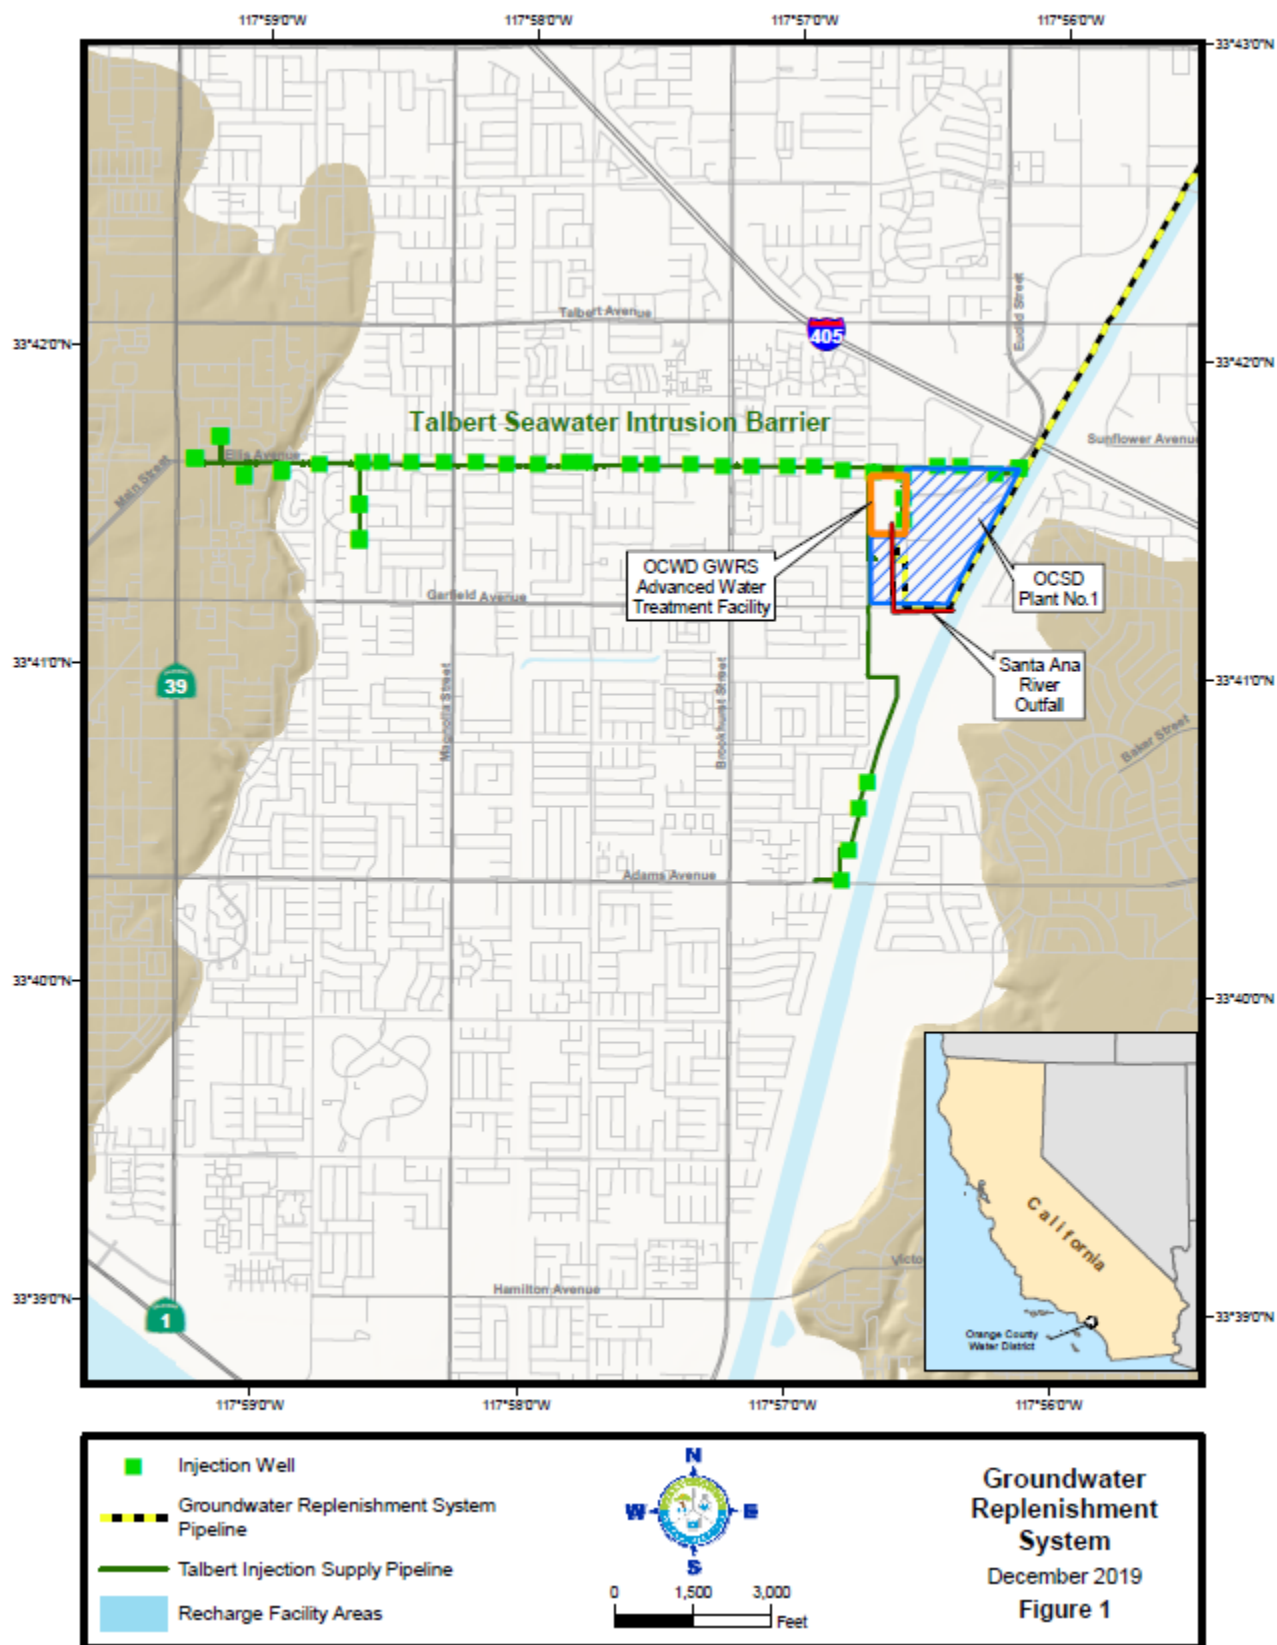 117°59'0"W
117°58'0"W
117°57'0"W
117°56'0"W
33°43'0"N
33°42'0"N
33°42'0"N
Talbert Avenue
405
Euclid Street
Sunflower Avenue
Talbert Seawater Intrusion Barrier
Ellis Avenue
Main Street
OCWD GWRS
Advanced Water
Treatment Facility
OCSD
Plant No.1
Garfield Avenue
33°41'0"N
33°41'0"N
39
Magnolia Street
Brookhurst Street
Santa Ana
River
Outfall
Baker Street
Adams Avenue
33°40'0"N
33°40'0"N
California
Orange County
Water District
Victo
Hamilton Avenue
33°39'0"N
33°39'0"N
1
117°59'0"W
117°58'0"W
117°57'0"W
117°56'0"W
Injection Well
Groundwater Replenishment System
Pipeline
Talbert Injection Supply Pipeline
Recharge Facility Areas
N
W
E
S
0
1,500
3,000
Feet
Groundwater
Replenishment
System
December 2019
Figure 1